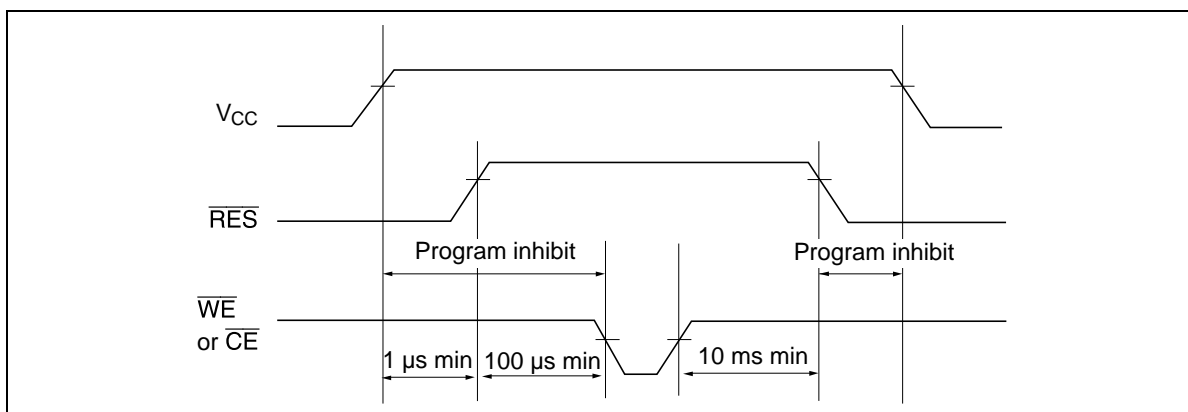 VCC
RES
Program inhibit
Program inhibit
WE
or CE
1 µs min
100 µs min
10 ms min